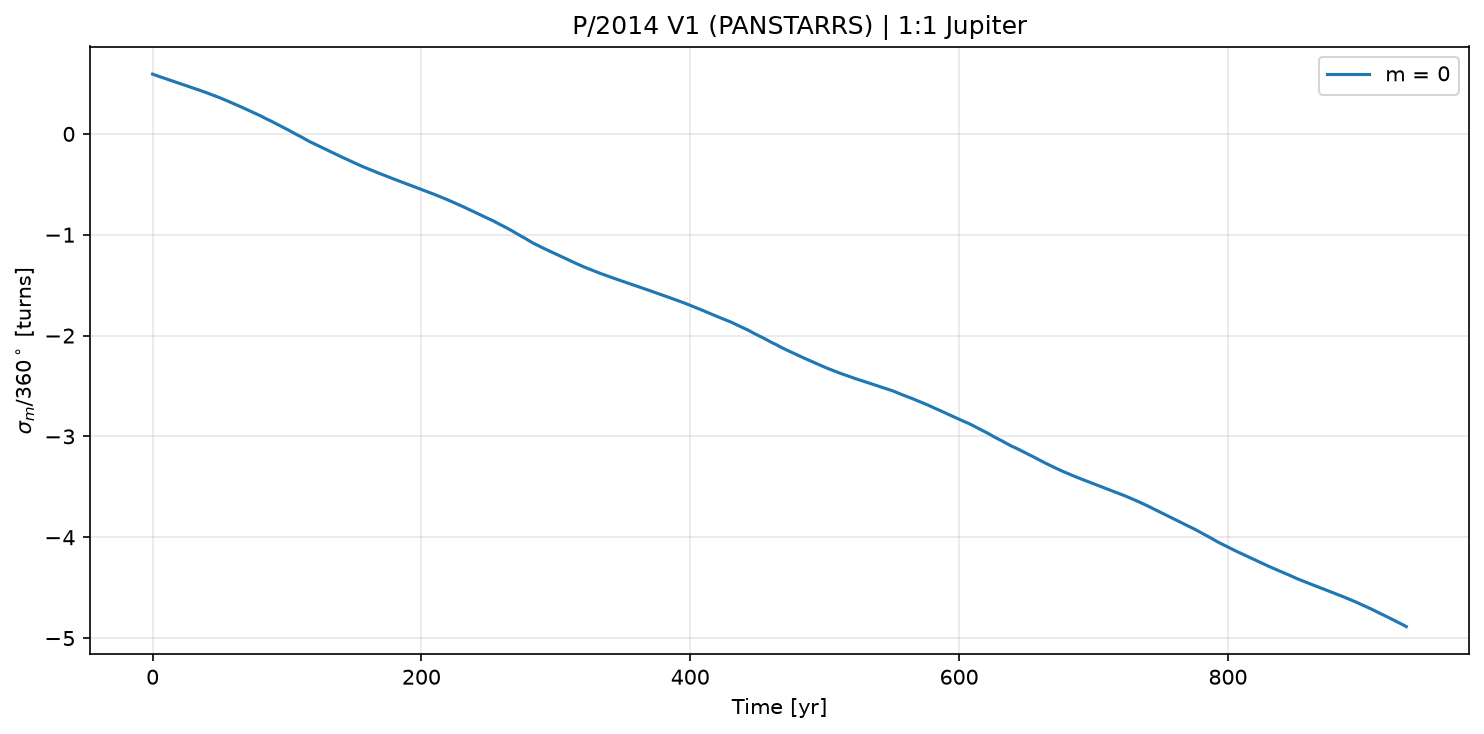 P/2014 V1 (PANSTARRS) | 1:1 Jupiter
m = 0
σₘ/360° [turns]
0
−1
−2
−3
−4
−5
0 200 400 600 800
Time [yr]